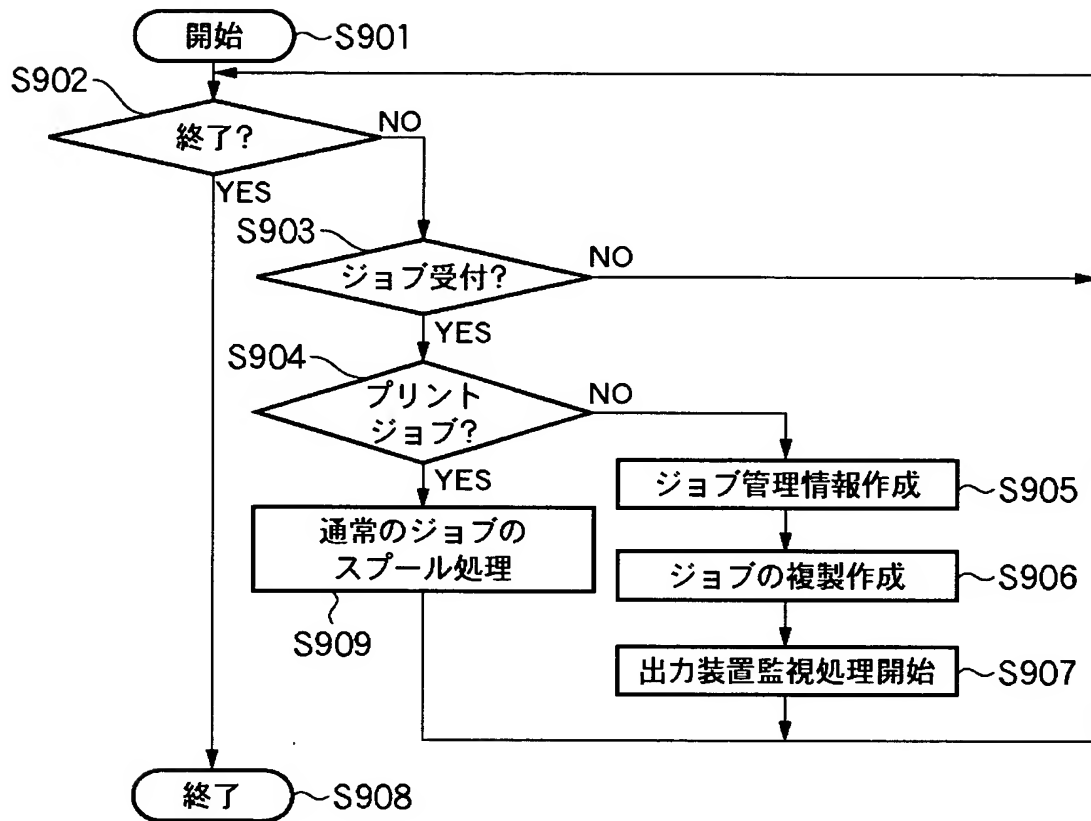 開始
S901
S902
終了?
NO
YES
S903
ジョブ受付?
NO
YES
S904
プリント
ジョブ?
NO
YES
ジョブ管理情報作成
S905
通常のジョブの
スプール処理
S909
ジョブの複製作成
S906
出力装置監視処理開始
S907
終了
S908